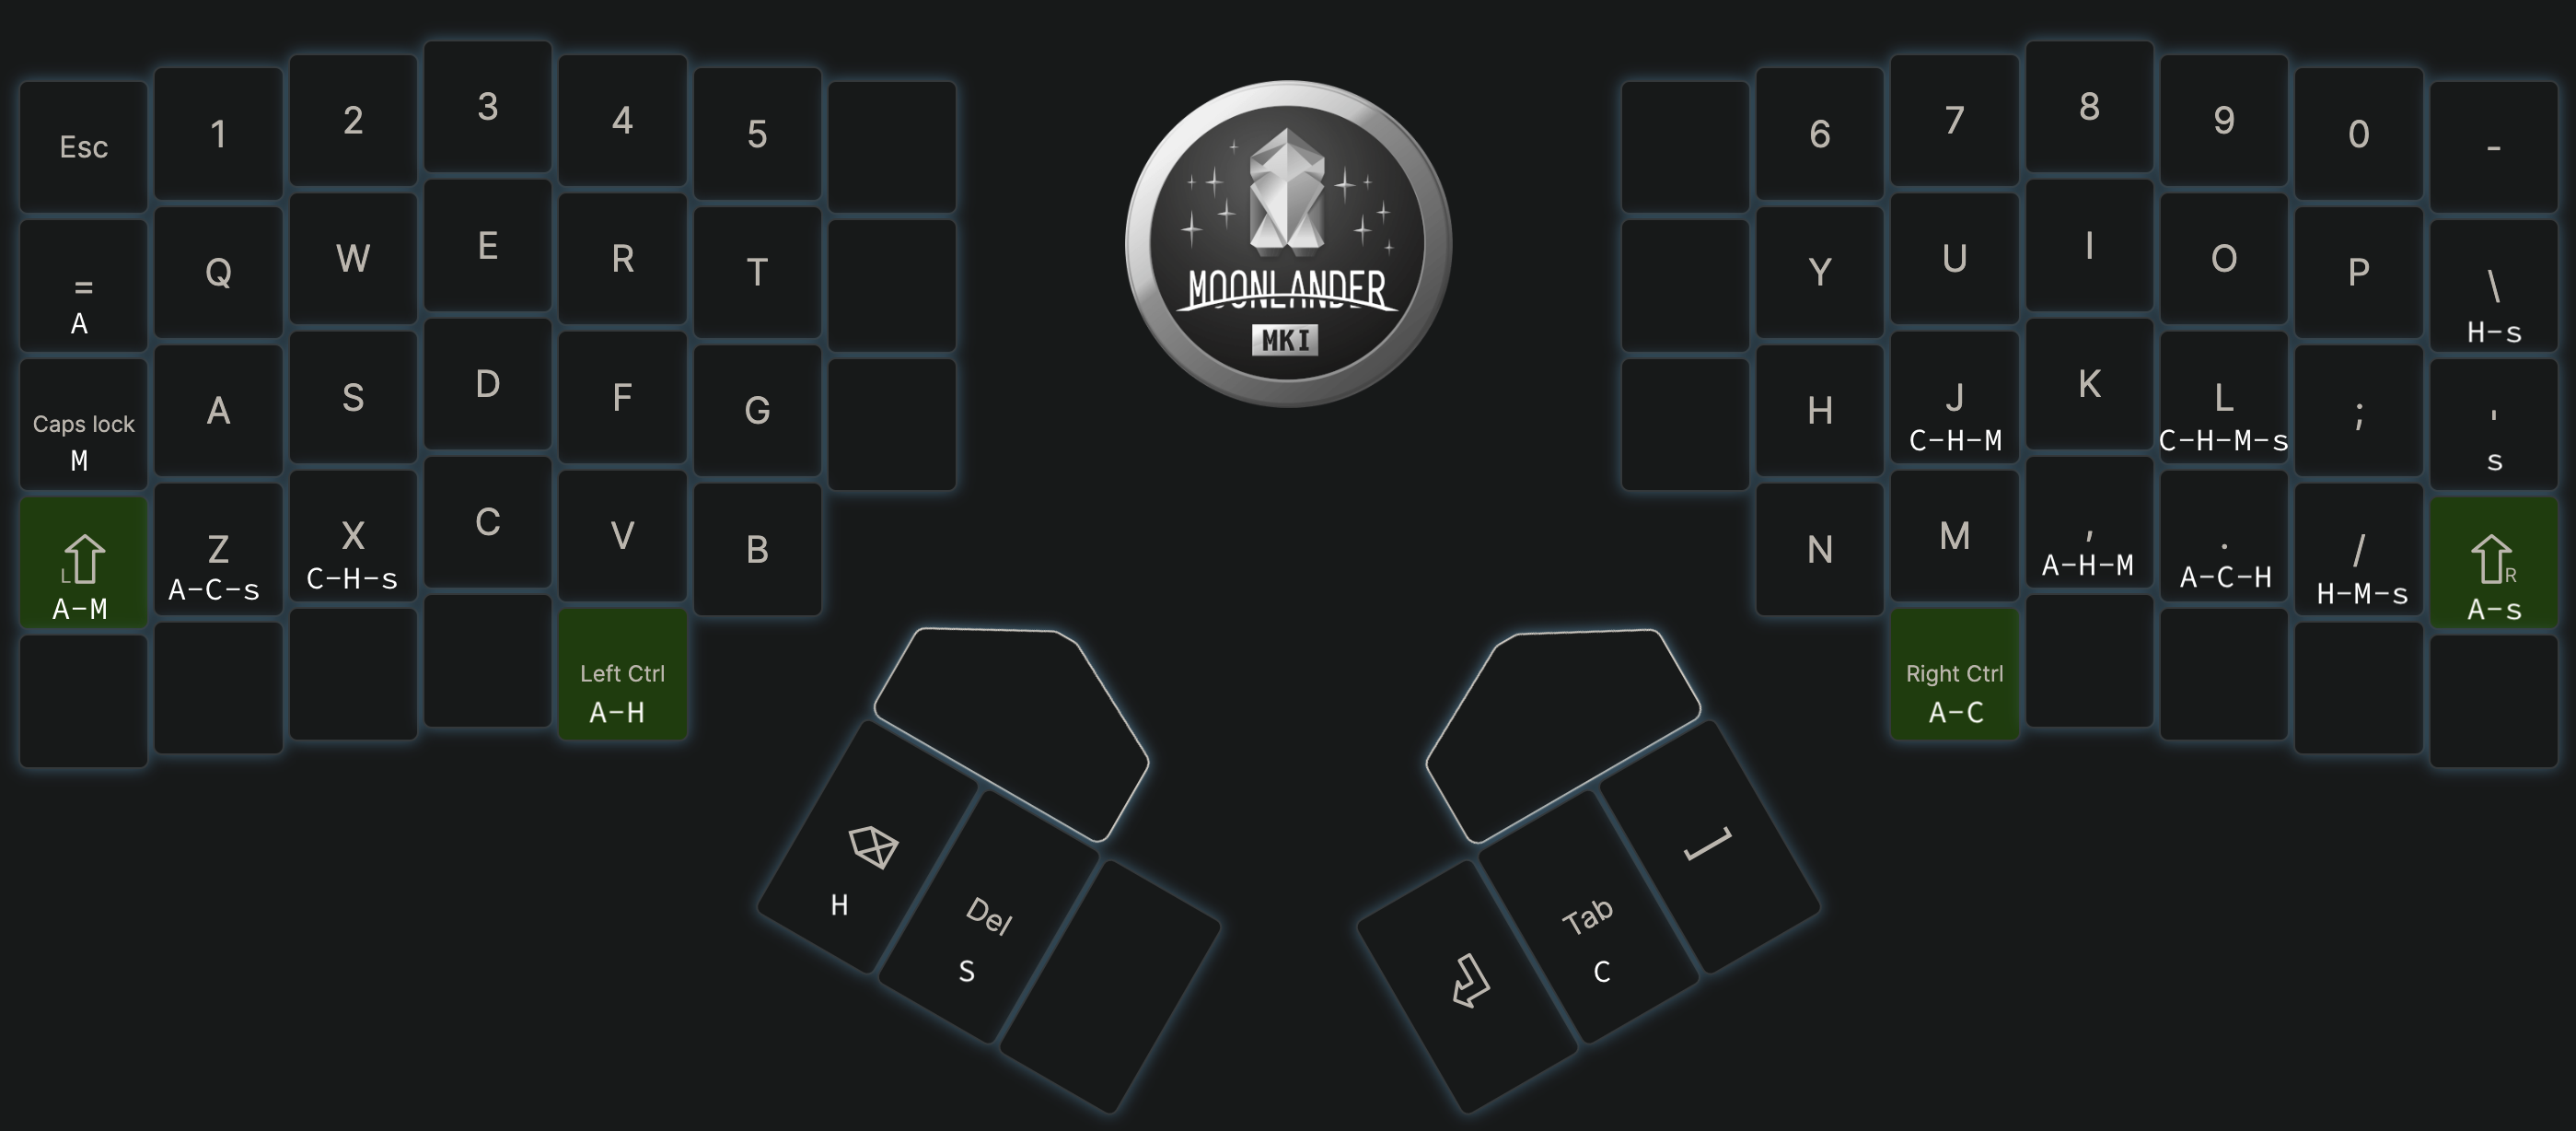 Esc 1 2 3 4 5
6 7 8 9 0 -
= Q W E R T
A
Y U I O P \
H-s
Caps lock A S D F G
M
H J K L ; '
C-H-M C-H-M-s s
L Z X C V B
A-M A-C-s C-H-s
N M , . / R
A-H-M A-C-H H-M-s A-s
Left Ctrl
A-H
Right Ctrl
A-C
MOONLANDER
MKI
H
Del
S
Tab
C